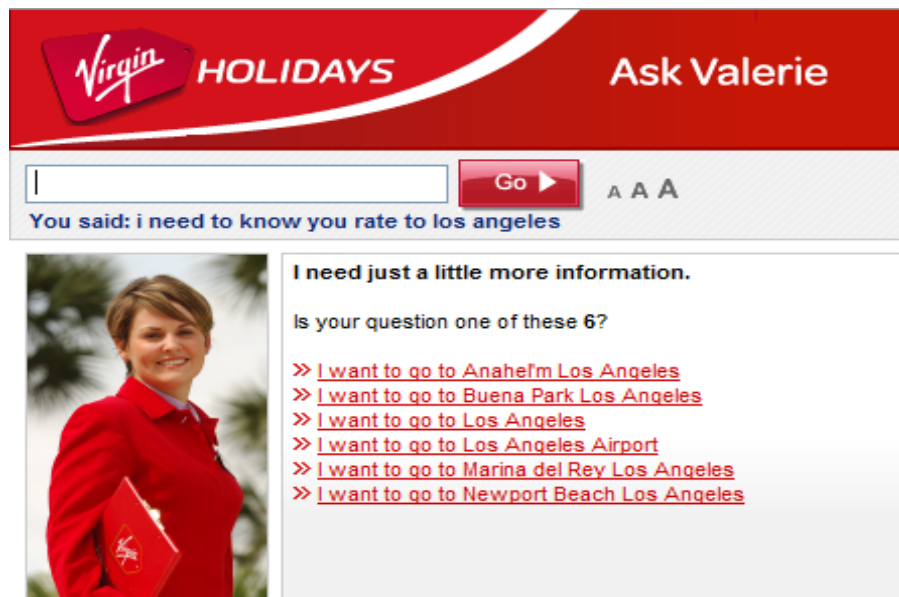 Virgin HOLIDAYS Ask Valerie
Go A A A
You said: i need to know you rate to los angeles
I need just a little more information.
Is your question one of these 6?
>> I want to go to Anahel'm Los Angeles
>> I want to go to Buena Park Los Angeles
>> I want to go to Los Angeles
>> I want to go to Los Angeles Airport
>> I want to go to Marina del Rey Los Angeles
>> I want to go to Newport Beach Los Angeles
Virgin